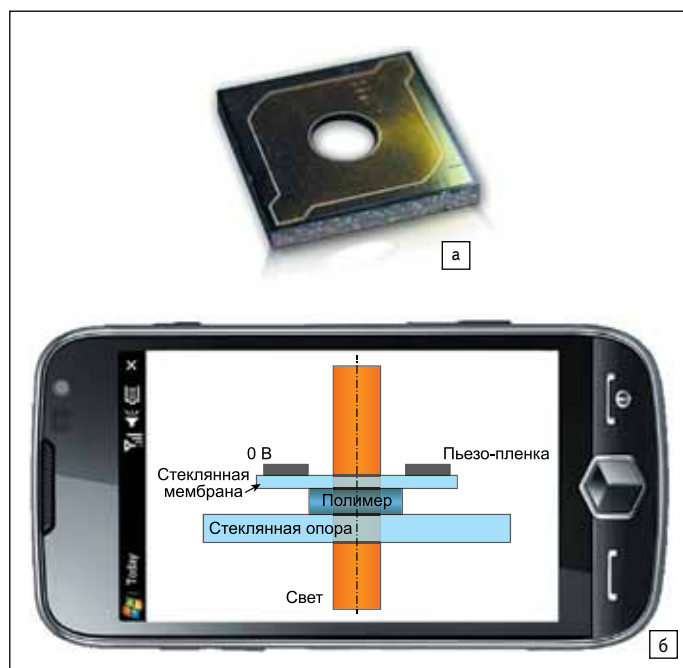 а
0 В
Пьезо-пленка
Стеклянная
мембрана
Полимер
Стеклянная опора
Свет
Today
б